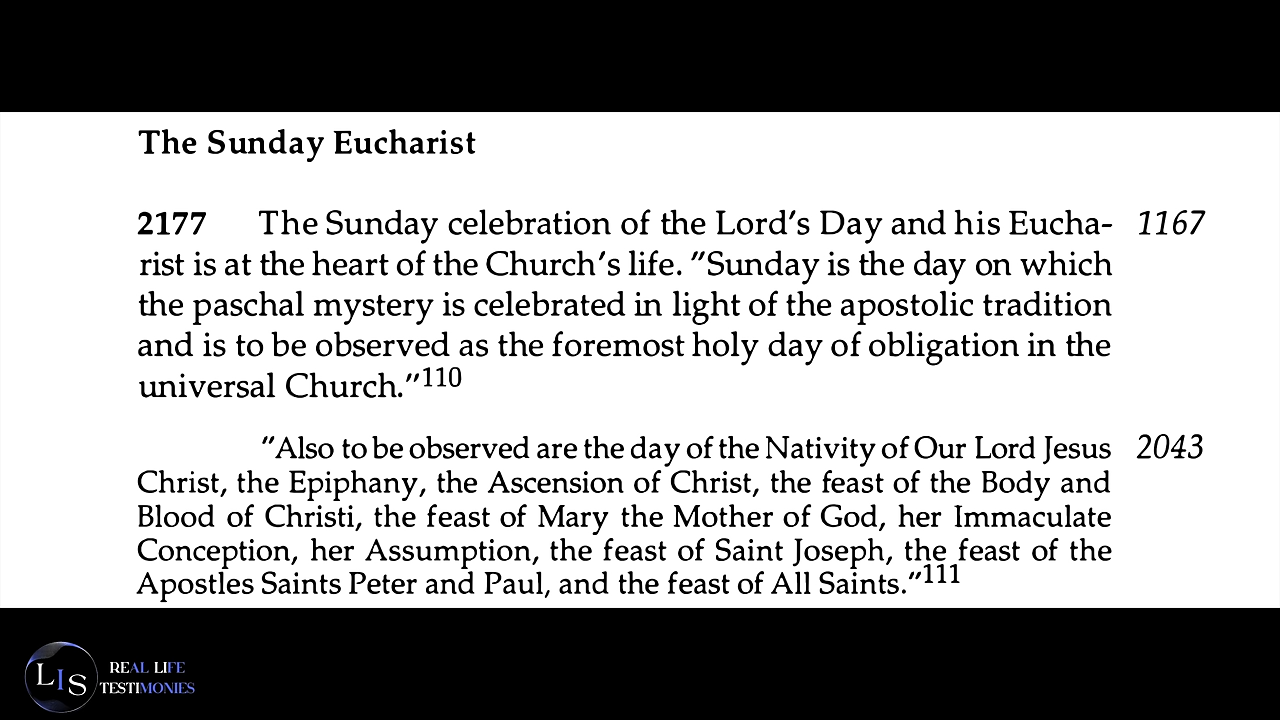 The Sunday Eucharist
2177 The Sunday celebration of the Lord's Day and his Eucha- 1167
rist is at the heart of the Church's life. "Sunday is the day on which
the paschal mystery is celebrated in light of the apostolic tradition
and is to be observed as the foremost holy day of obligation in the
universal Church."110
"Also to be observed are the day of the Nativity of Our Lord Jesus 2043
Christ, the Epiphany, the Ascension of Christ, the feast of the Body and
Blood of Christi, the feast of Mary the Mother of God, her Immaculate
Conception, her Assumption, the feast of Saint Joseph, the feast of the
Apostles Saints Peter and Paul, and the feast of All Saints."111
LIS REAL LIFE
TESTIMONIES